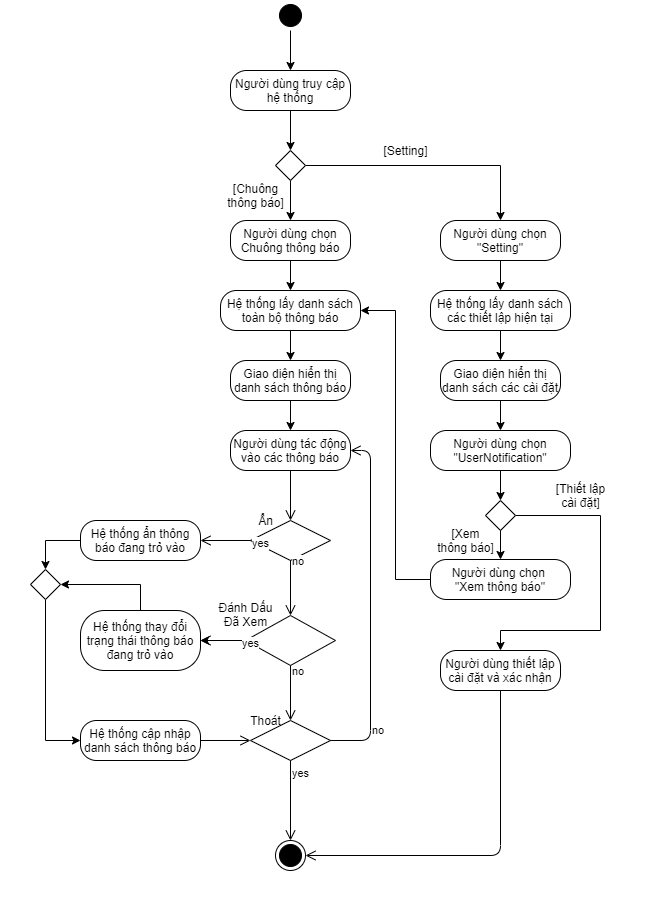 Người dùng truy cập
hệ thống
[Setting]
[Chuông
thông báo]
Người dùng chọn
Chuông thông báo
Người dùng chọn
"Setting"
Hệ thống lấy danh sách
toàn bộ thông báo
Hệ thống lấy danh sách
các thiết lập hiện tại
Giao diện hiển thị
danh sách thông báo
Giao diện hiển thị
danh sách các cài đặt
Người dùng tác động
vào các thông báo
Người dùng chọn
"UserNotification"
[Thiết lập
cài đặt]
Ẩn
yes
no
Hệ thống ẩn thông
báo đang trỏ vào
[Xem
thông báo]
Người dùng chọn
"Xem thông báo"
Đánh Dấu
Đã Xem
yes
no
Hệ thống thay đổi
trạng thái thông báo
đang trỏ vào
Người dùng thiết lập
cài đặt và xác nhận
Thoát
no
yes
Hệ thống cập nhập
danh sách thông báo